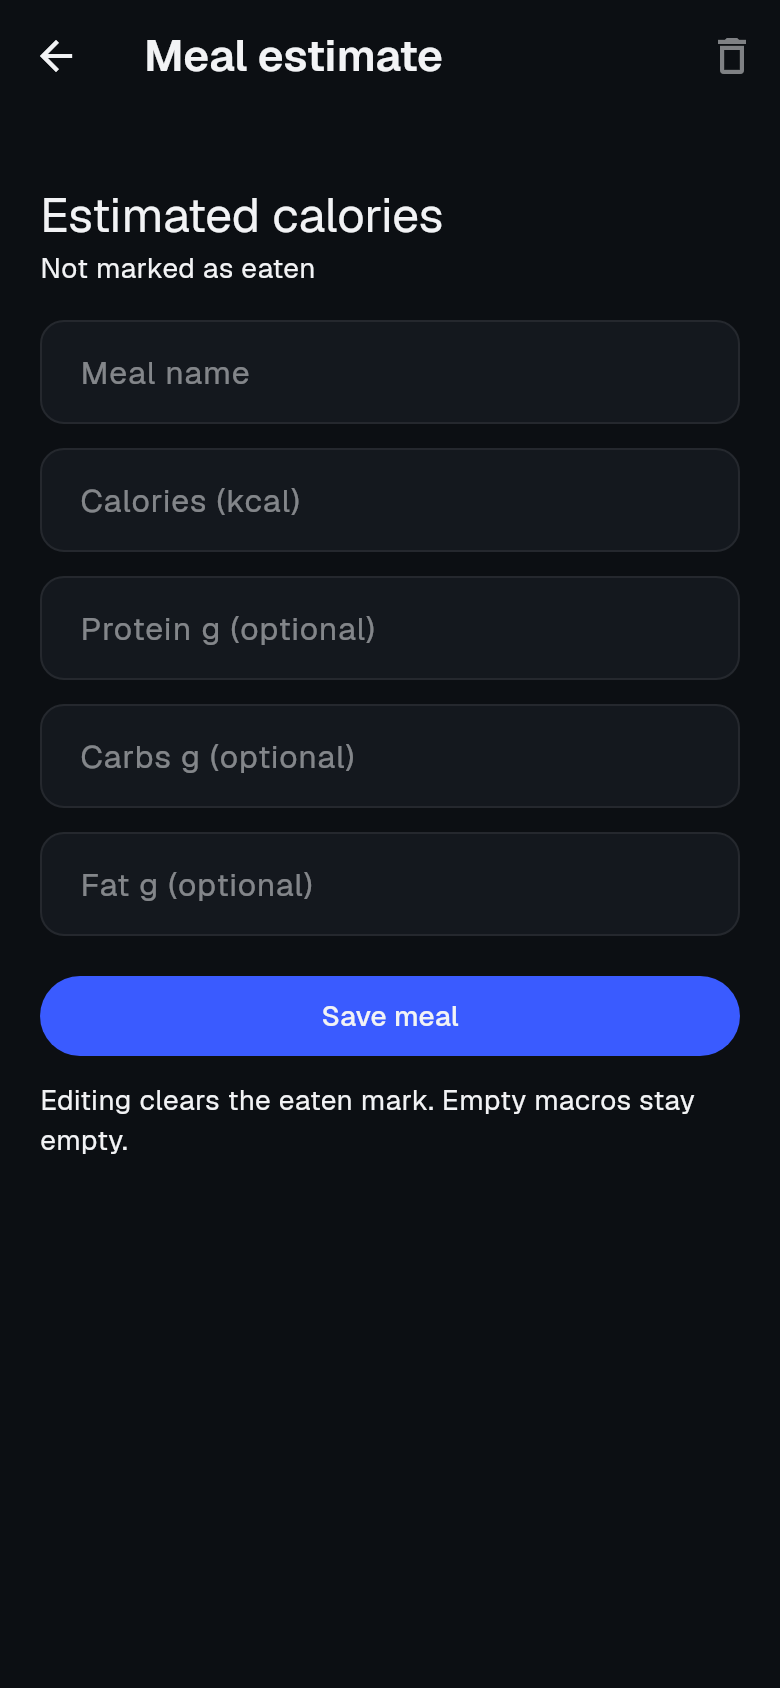 Meal estimate
Estimated calories
Not marked as eaten
Meal name
Calories (kcal)
Protein g (optional)
Carbs g (optional)
Fat g (optional)
Save meal
Editing clears the eaten mark. Empty macros stay
empty.